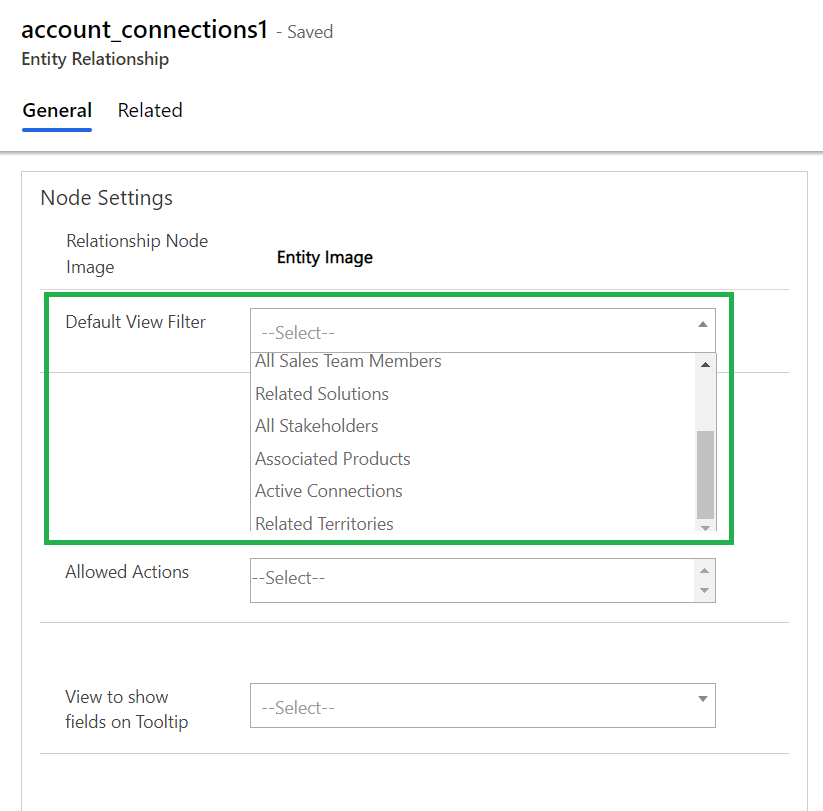 account_connections1 - Saved
Entity Relationship
General Related
Node Settings
Relationship Node
Image
Entity Image
Default View Filter
--Select--
All Sales Team Members
Related Solutions
All Stakeholders
Associated Products
Active Connections
Related Territories
Allowed Actions
--Select--
View to show
fields on Tooltip
--Select--